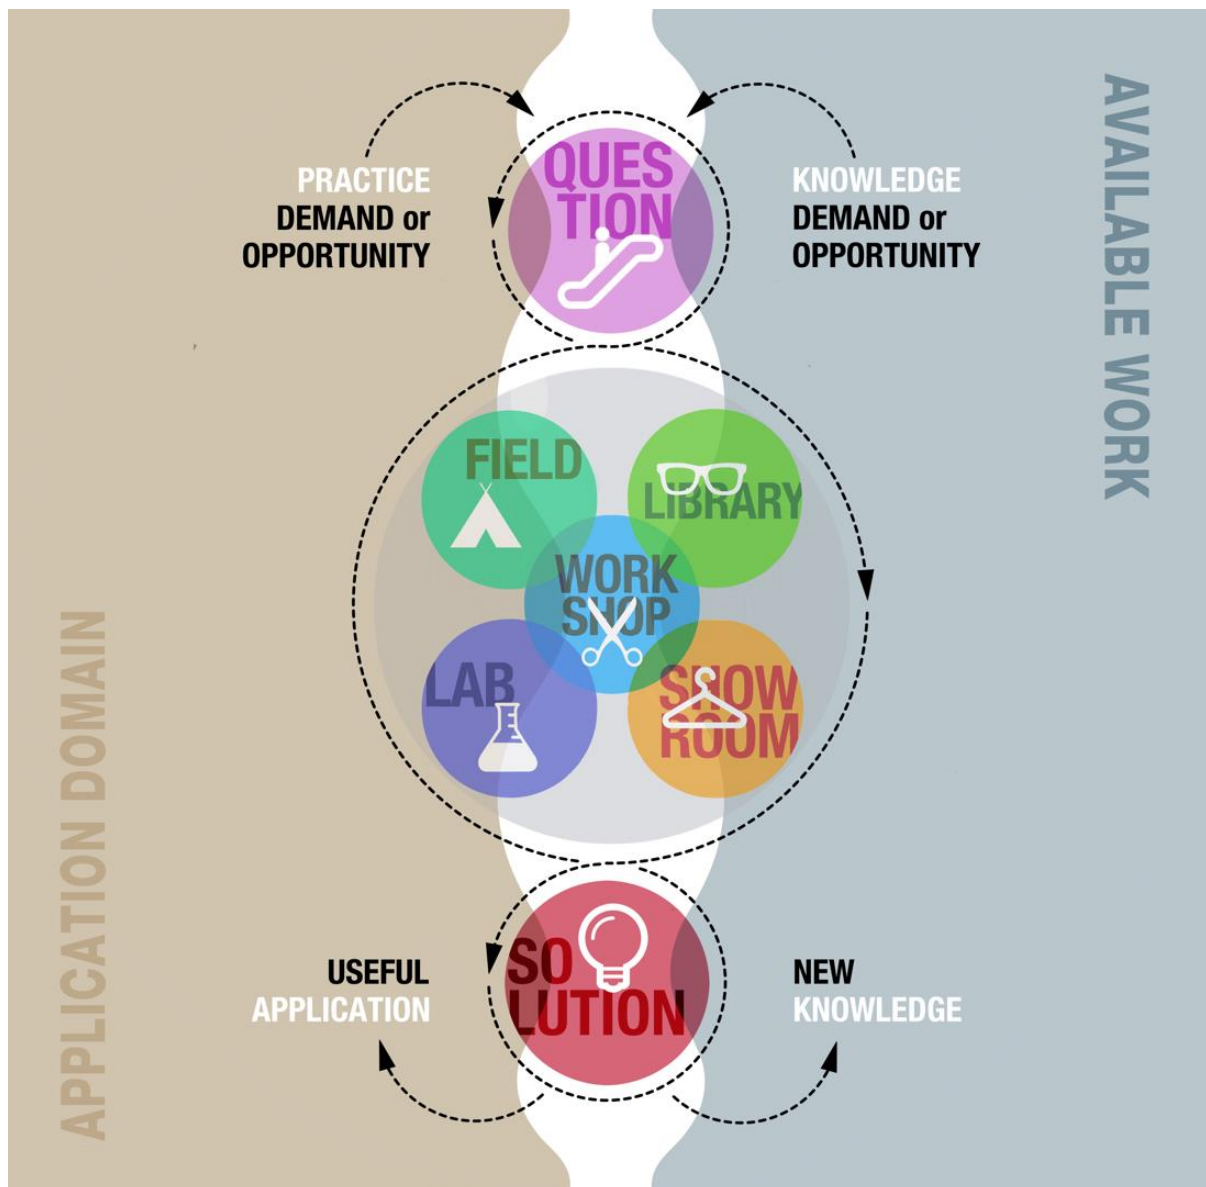 QUES
TION
PRACTICE
DEMAND or
OPPORTUNITY
KNOWLEDGE
DEMAND or
OPPORTUNITY
AVAILABLE WORK
FIELD
LIBRARY
WORK
SHOP
LAB
SHOW
ROOM
APPLICATION DOMAIN
SO
LUTION
USEFUL
APPLICATION
NEW
KNOWLEDGE